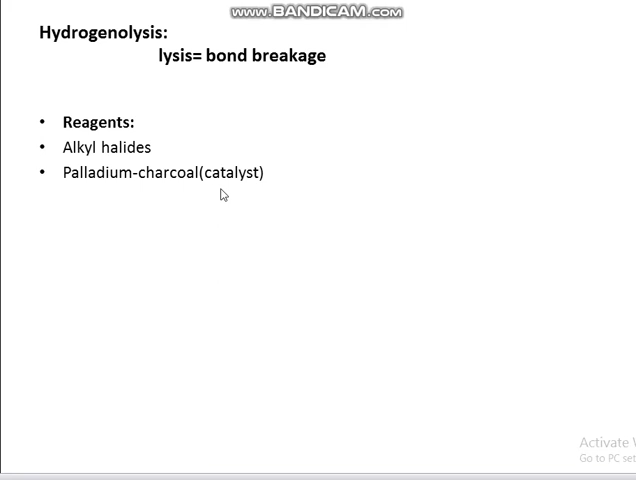 www.BANDICAM.com
Hydrogenolysis:
lysis= bond breakage
• Reagents:
• Alkyl halides
• Palladium-charcoal(catalyst)
Activate
Go to PC set